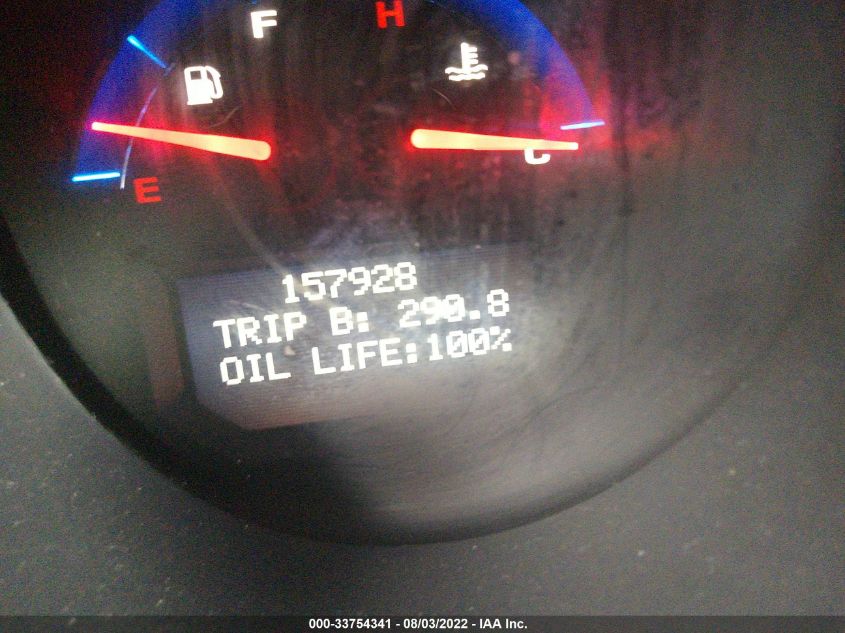 F
H
E
C
157928
TRIP B: 290.8
OIL LIFE:100%
000-33754341 - 08/03/2022 - IAA Inc.